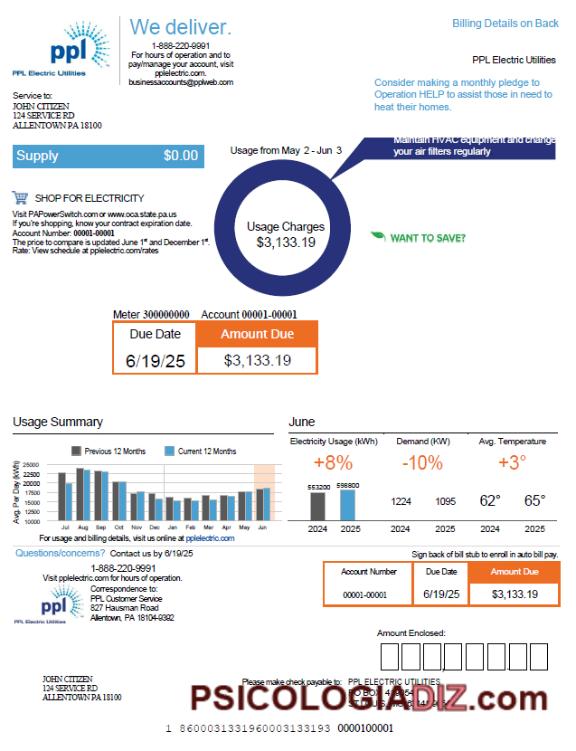 We deliver.
1-888-220-9991
For hours of operation and to
pay/manage your account, visit
pplelectric.com.
businessaccounts@pplweb.com
ppl
PPL Electric Utilities
Billing Details on Back
PPL Electric Utilities
Consider making a monthly pledge to
Operation HELP to assist those in need to
heat their homes.
Service to:
JOHN CITIZEN
124 SERVICE RD
ALLENTOWN PA 18100
Supply $0.00
Usage from May 2 - Jun 3
Maintain HVAC equipment and change
your air filters regularly
SHOP FOR ELECTRICITY
Visit PAPowerSwitch.com or www.oca.state.pa.us
If you're shopping, know your contract expiration date.
Account Number: 00001-00001
The price to compare is updated June 1st and December 1st.
Rate: View schedule at pplelectric.com/rates
Usage Charges
$3,133.19
WANT TO SAVE?
Meter 300000000 Account 00001-00001
Due Date Amount Due
6/19/25 $3,133.19
Usage Summary
Previous 12 Months Current 12 Months
Avg. Per Day (kWh)
25000
22500
20000
17500
15000
12500
10000
Jul Aug Sep Oct Nov Dec Jan Feb Mar Apr May Jun
For usage and billing details, visit us online at pplelectric.com
June
Electricity Usage (kWh) Demand (KW) Avg. Temperature
+8% -10% +3°
553200 598800
1224 1095 62° 65°
2024 2025 2024 2025 2024 2025
Questions/concerns? Contact us by 6/19/25
1-888-220-9991
Visit pplelectric.com for hours of operation.
Correspondence to:
PPL Customer Service
827 Hausman Road
Allentown, PA 18104-9392
ppl
PPL Electric Utilities
Sign back of bill stub to enroll in auto bill pay.
Account Number Due Date Amount Due
00001-00001 6/19/25 $3,133.19
Amount Enclosed:
JOHN CITIZEN
124 SERVICE RD
ALLENTOWN PA 18100
Please make check payable to: PPL ELECTRIC UTILITIES
PO BOX
PSICOLOGIADIZ.com
1 8600031331960003133193 0000100001